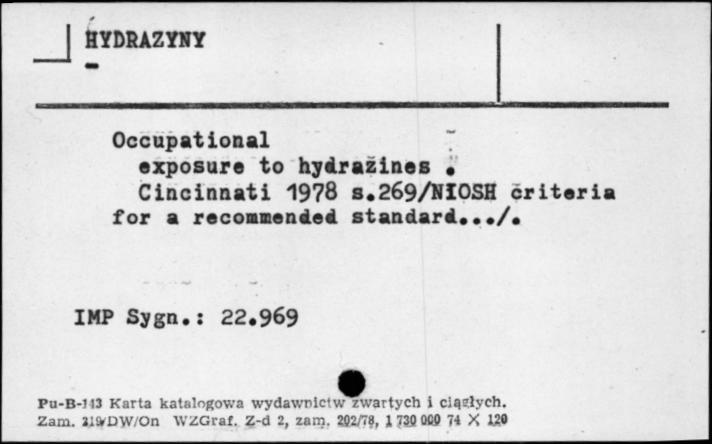 HYDRAZYNY
Occupational
exposure to hydrazines .
Cincinnati 1978 s.269/NIOSH criteria
for a recommended standard.../.
IMP Sygn.: 22.969
Pu-B-143 Karta katalogowa wydawnictw zwartych i ciągłych.
Zam. 319/DW/On WZGraf. Z-d 2, zam. 202/78, 1 730 000 74 X 120